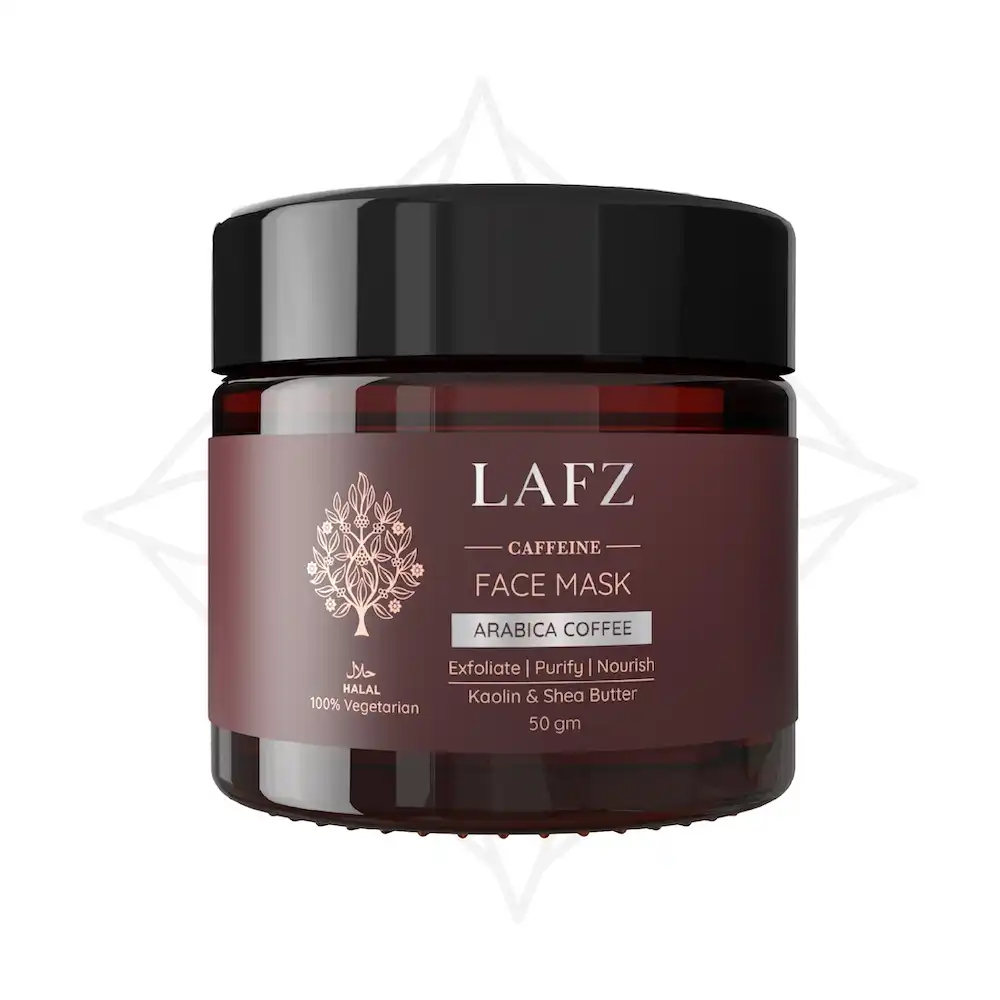 LAFZ
CAFFEINE
FACE MASK
ARABICA COFFEE
Exfoliate | Purify | Nourish
Kaolin & Shea Butter
50 gm
حلال
HALAL
100% Vegetarian